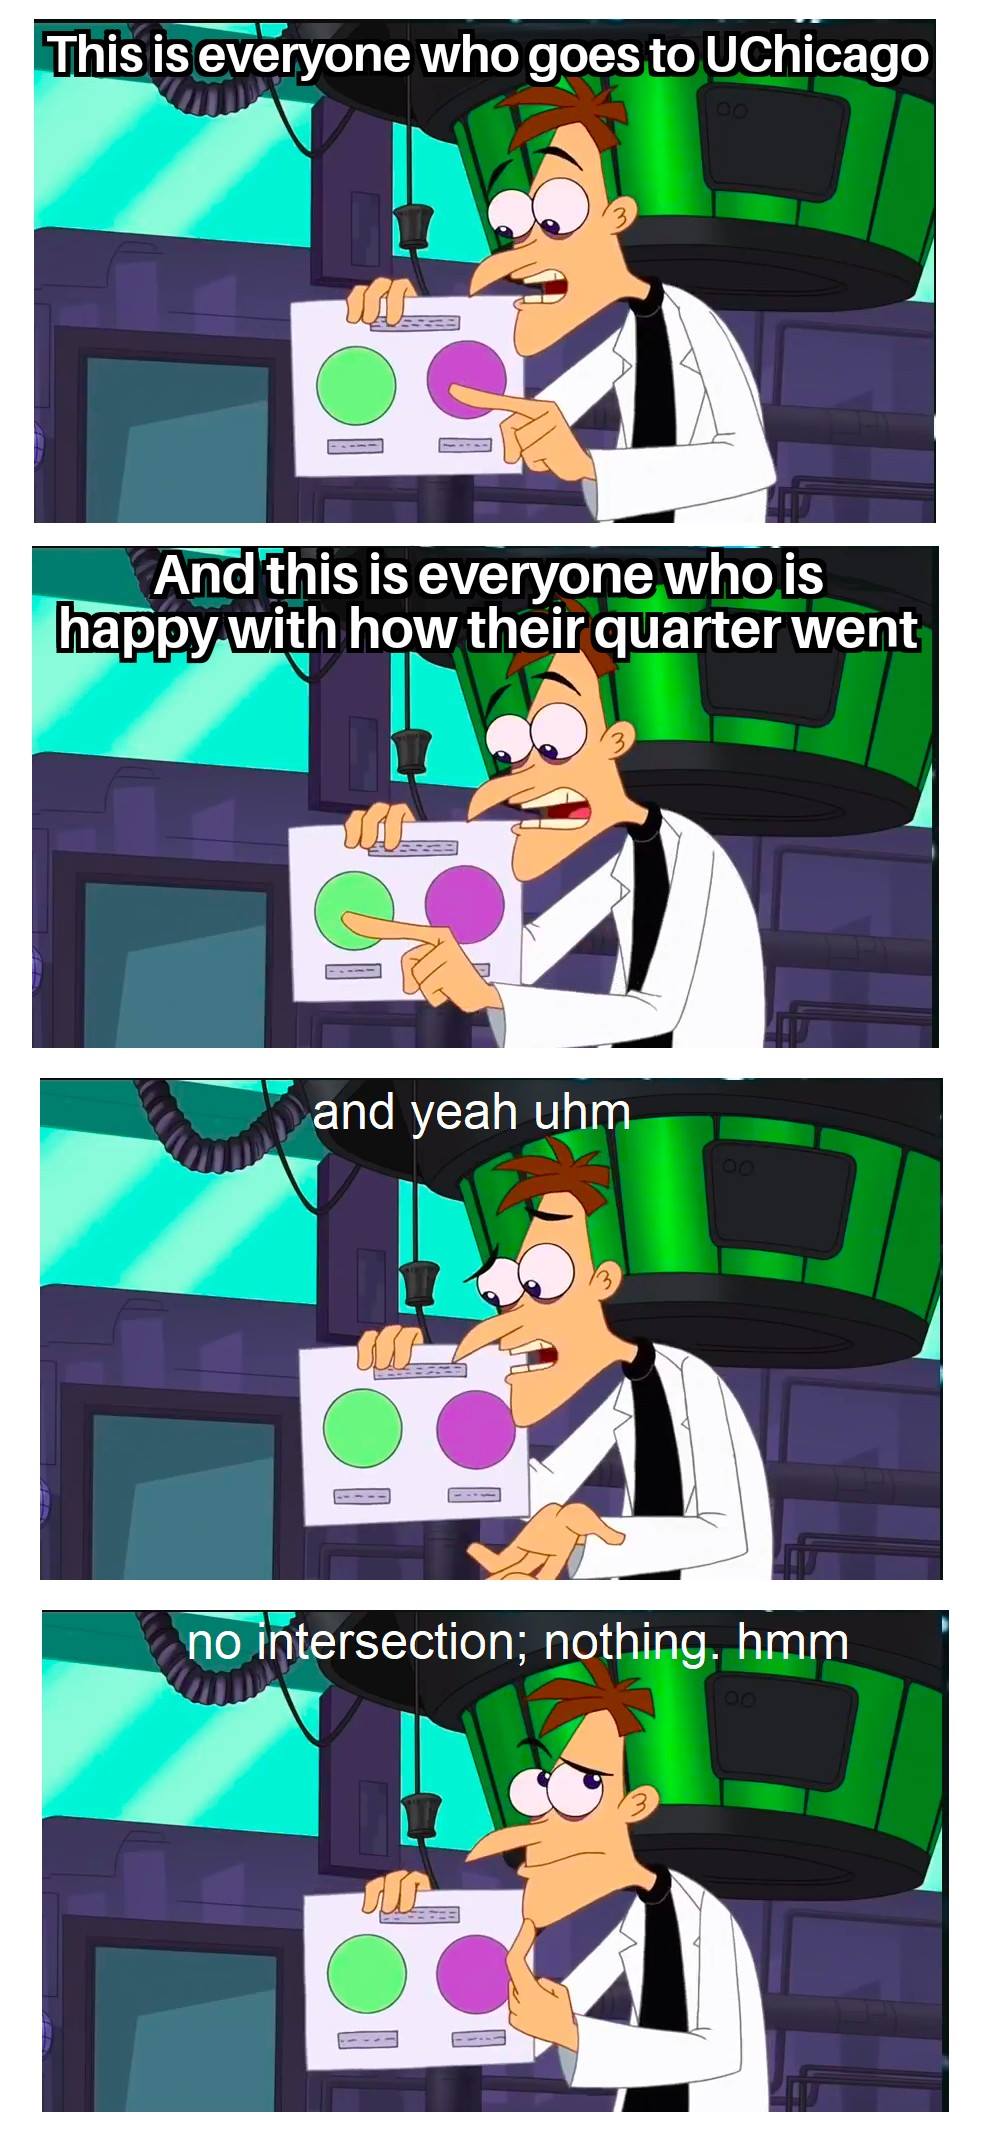 This is everyone who goes to UChicago
And this is everyone who is
happy with how their quarter went
and yeah uhm
no intersection; nothing. hmm